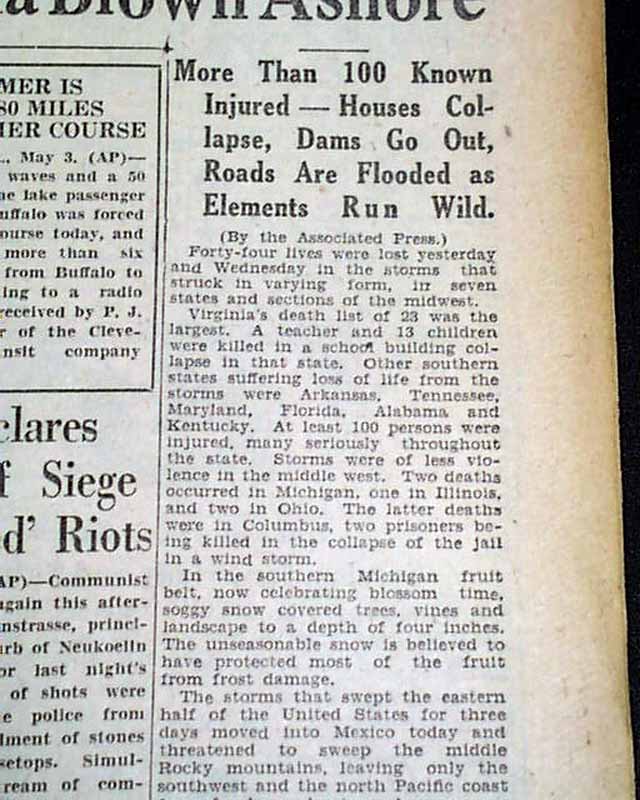 Blown Ashore
MER IS
80 MILES
HER COURSE
May 3. (AP)—
waves and a 50
lake passenger
uffalo was forced
ourse today, and
more than six
from Buffalo to
ing to a radio
received by P. J.
r of the Cleve-
nsit company
clares
f Siege
d' Riots
AP)—Communist
again this after-
nstrasse, princi-
urb of Neukoelln
or last night's
of shots were
e police from
lment of stones
setops. Simul-
ream of com-
More Than 100 Known
Injured — Houses Col-
lapse, Dams Go Out,
Roads Are Flooded as
Elements Run Wild.
(By the Associated Press.)
Forty-four lives were lost yesterday
and Wednesday in the storms that
struck in varying form, in seven
states and sections of the midwest.
Virginia's death list of 23 was the
largest. A teacher and 13 children
were killed in a school building col-
lapse in that state. Other southern
states suffering loss of life from the
storms were Arkansas, Tennessee,
Maryland, Florida, Alabama and
Kentucky. At least 100 persons were
injured, many seriously throughout
the state. Storms were of less vio-
lence in the middle west. Two deaths
occurred in Michigan, one in Illinois,
and two in Ohio. The latter deaths
were in Columbus, two prisoners be-
ing killed in the collapse of the jail
in a wind storm.
In the southern Michigan fruit
belt, now celebrating blossom time,
soggy snow covered trees, vines and
landscape to a depth of four inches.
The unseasonable snow is believed to
have protected most of the fruit
from frost damage.
The storms that swept the eastern
half of the United States for three
days moved into Mexico today and
threatened to sweep the middle
Rocky mountains, leaving only the
southwest and the north Pacific coast